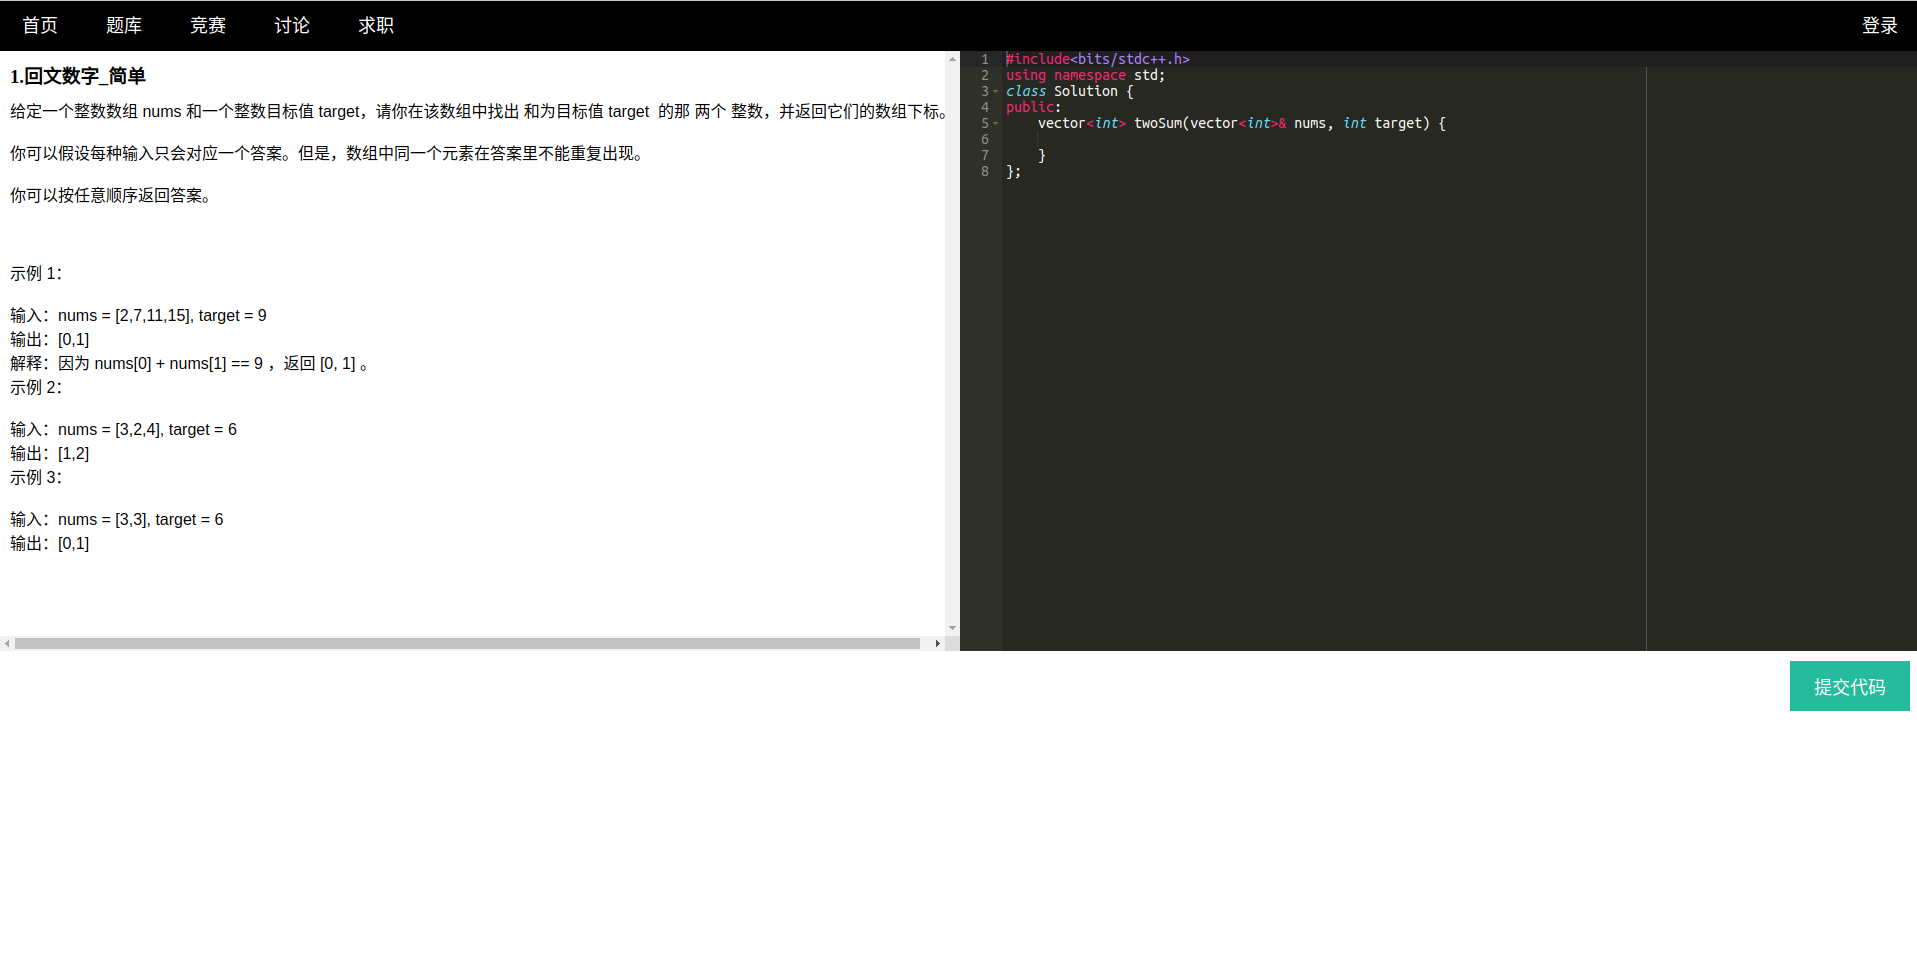 首页 题库 竞赛 讨论 求职 登录
1.回文数字_简单
给定一个整数数组 nums 和一个整数目标值 target，请你在该数组中找出 和为目标值 target  的那 两个 整数，并返回它们的数组下标。
你可以假设每种输入只会对应一个答案。但是，数组中同一个元素在答案里不能重复出现。
你可以按任意顺序返回答案。
示例 1：
输入：nums = [2,7,11,15], target = 9
输出：[0,1]
解释：因为 nums[0] + nums[1] == 9 ，返回 [0, 1] 。
示例 2：
输入：nums = [3,2,4], target = 6
输出：[1,2]
示例 3：
输入：nums = [3,3], target = 6
输出：[0,1]
1 #include<bits/stdc++.h>
2 using namespace std;
3 class Solution {
4 public:
5     vector<int> twoSum(vector<int>& nums, int target) {
6
7     }
8 };
提交代码